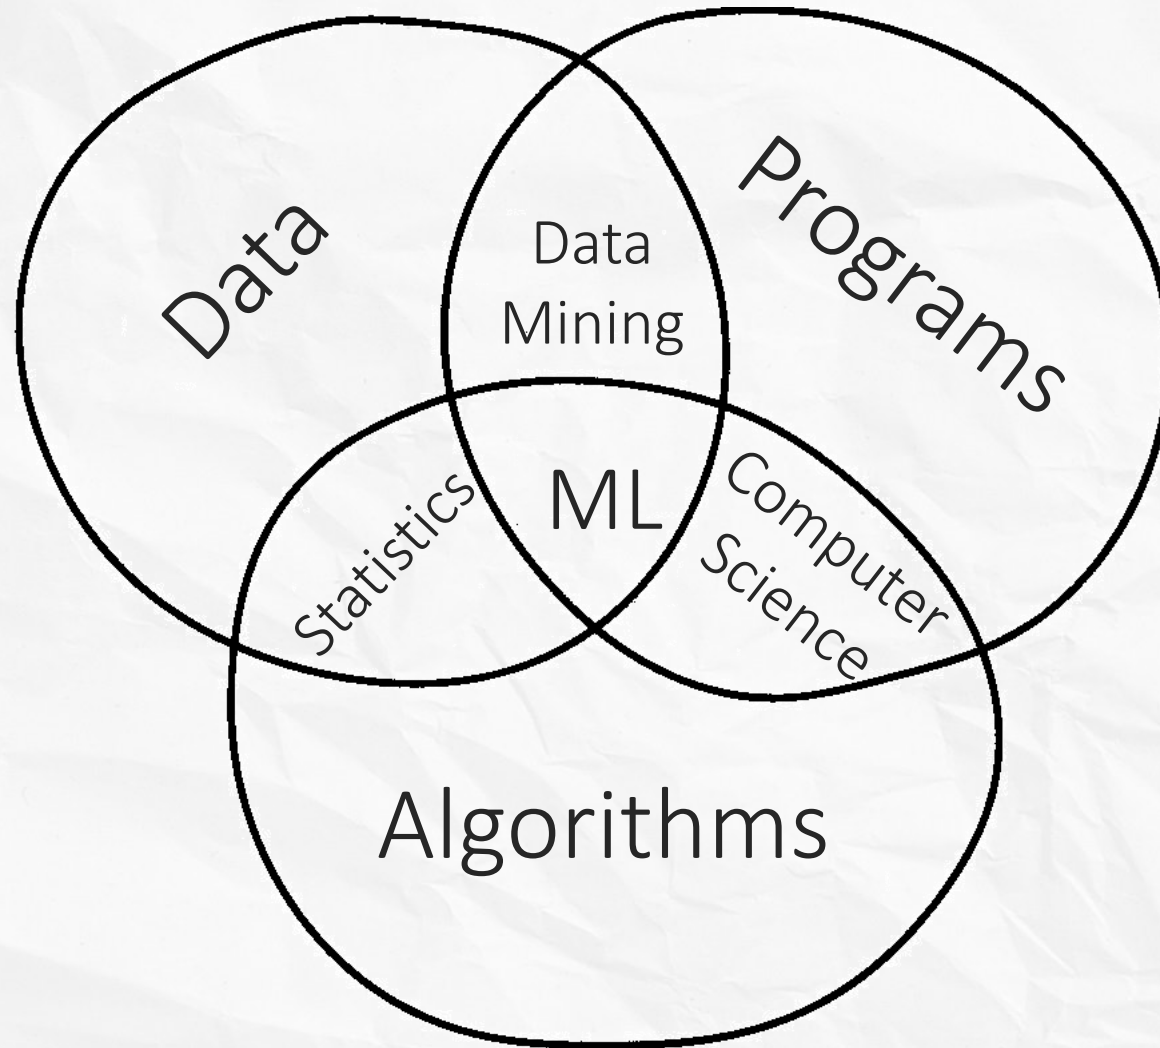 Data
Programs
Data
Mining
Statistics
ML
Computer
Science
Algorithms